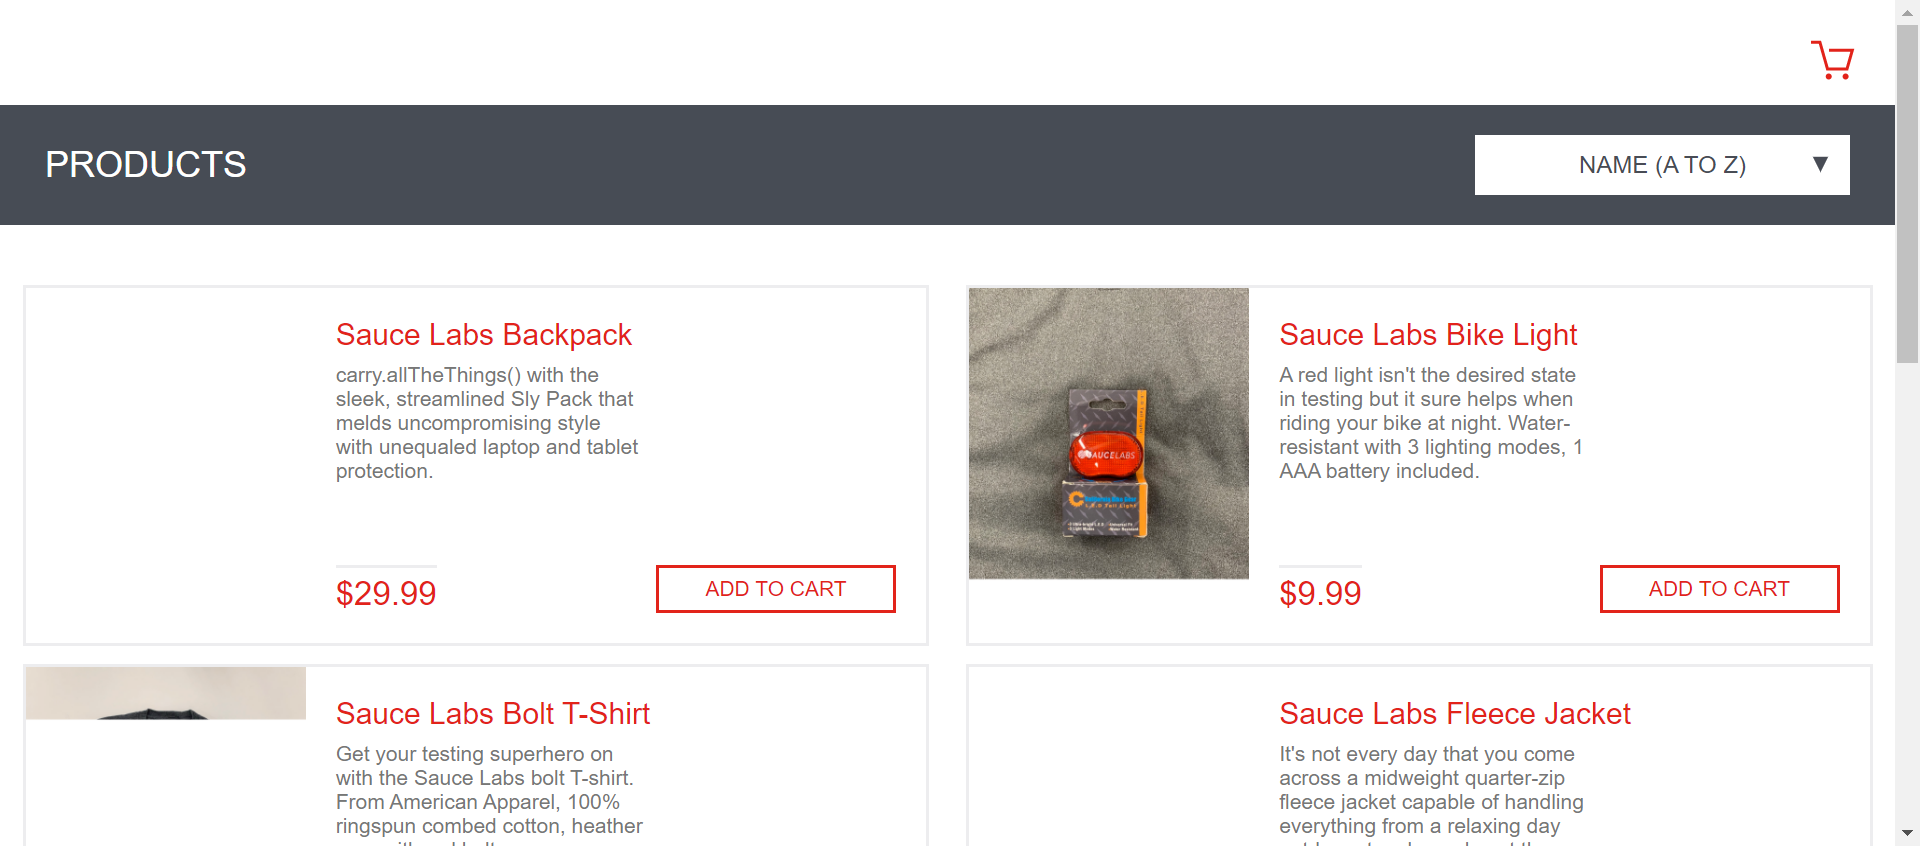 PRODUCTS
NAME (A TO Z)
Sauce Labs Backpack
carry.allTheThings() with the
sleek, streamlined Sly Pack that
melds uncompromising style
with unequaled laptop and tablet
protection.
$29.99
ADD TO CART
Sauce Labs Bike Light
A red light isn't the desired state
in testing but it sure helps when
riding your bike at night. Water-
resistant with 3 lighting modes, 1
AAA battery included.
$9.99
ADD TO CART
SAUCELABS
Sauce Labs Bolt T-Shirt
Get your testing superhero on
with the Sauce Labs bolt T-shirt.
From American Apparel, 100%
ringspun combed cotton, heather
Sauce Labs Fleece Jacket
It's not every day that you come
across a midweight quarter-zip
fleece jacket capable of handling
everything from a relaxing day